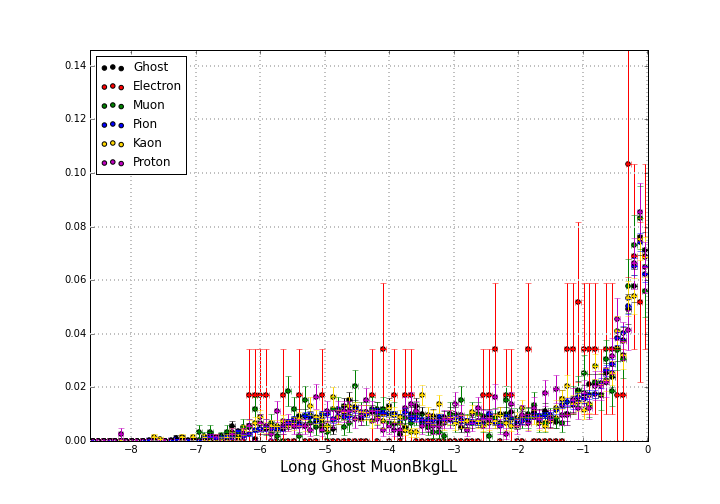 0.14
0.12
0.10
0.08
0.06
0.04
0.02
0.00
Ghost
Electron
Muon
Pion
Kaon
Proton
−8 −7 −6 −5 −4 −3 −2 −1 0
Long Ghost MuonBkgLL